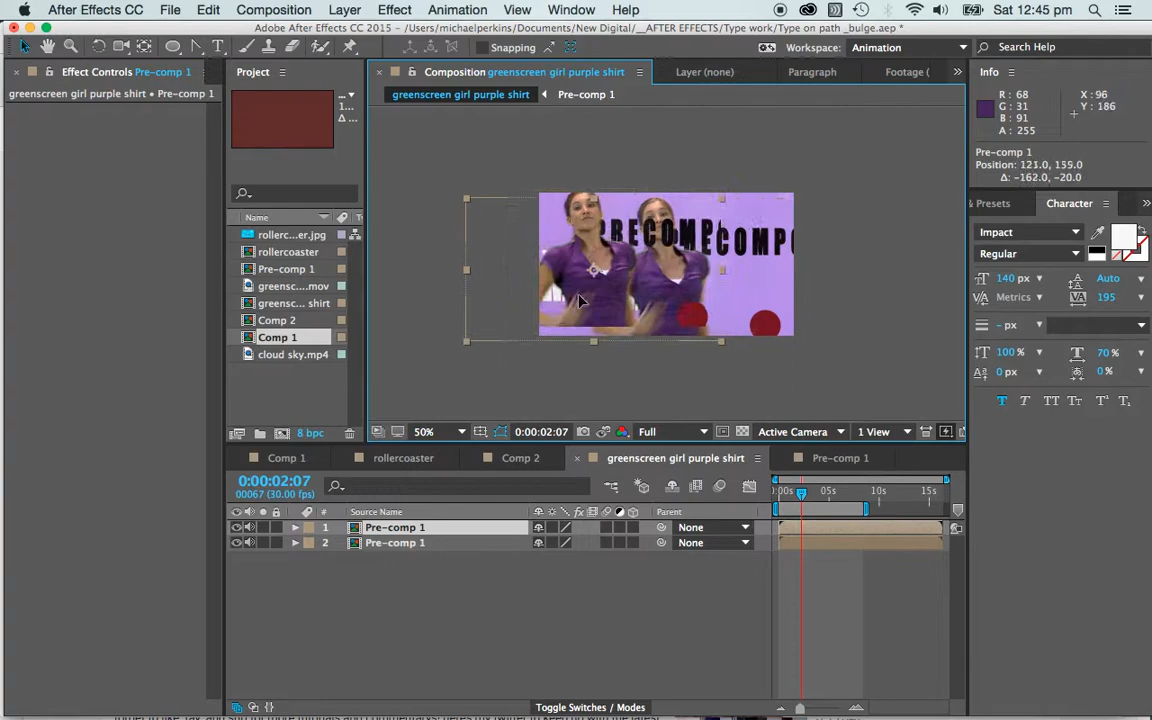 After Effects CC File Edit Composition Layer Effect Animation View Window Help Sat 12:45 pm
Adobe After Effects CC 2015 - /Users/michaelperkins/Documents/New Digital/__AFTER EFFECTS/Type work/Type on path _bulge.aep *
Snapping Workspace: Animation Search Help
Effect Controls Pre-comp 1
greenscreen girl purple shirt • Pre-comp 1
Project
1...
Δ ...
Name
rollerc...er.jpg
rollercoaster
Pre-comp 1
greensc....mov
greensc... shirt
Comp 2
Comp 1
cloud sky.mp4
8 bpc
Composition greenscreen girl purple shirt
Layer (none)
Paragraph
Footage (
greenscreen girl purple shirt Pre-comp 1
RECOMP
ECOMP
50% 0:00:02:07 Full Active Camera 1 View
Info
R: 68
G: 31
B: 91
A: 255
X: 96
Y: 186
Pre-comp 1
Position: 123.0, 155.0
Δ: -162.0, -20.0
Presets Character
Impact
Regular
140 px Auto
Metrics 195
- px
100% 70%
0 px 0%
T T TT TT T¹ T₁
Comp 1 rollercoaster Comp 2 greenscreen girl purple shirt Pre-comp 1
0:00:02:07
00067 (30.00 fps)
:00s 05s 10s 15s
# Source Name Parent
1 Pre-comp 1 None
2 Pre-comp 1 None
Toggle Switches / Modes